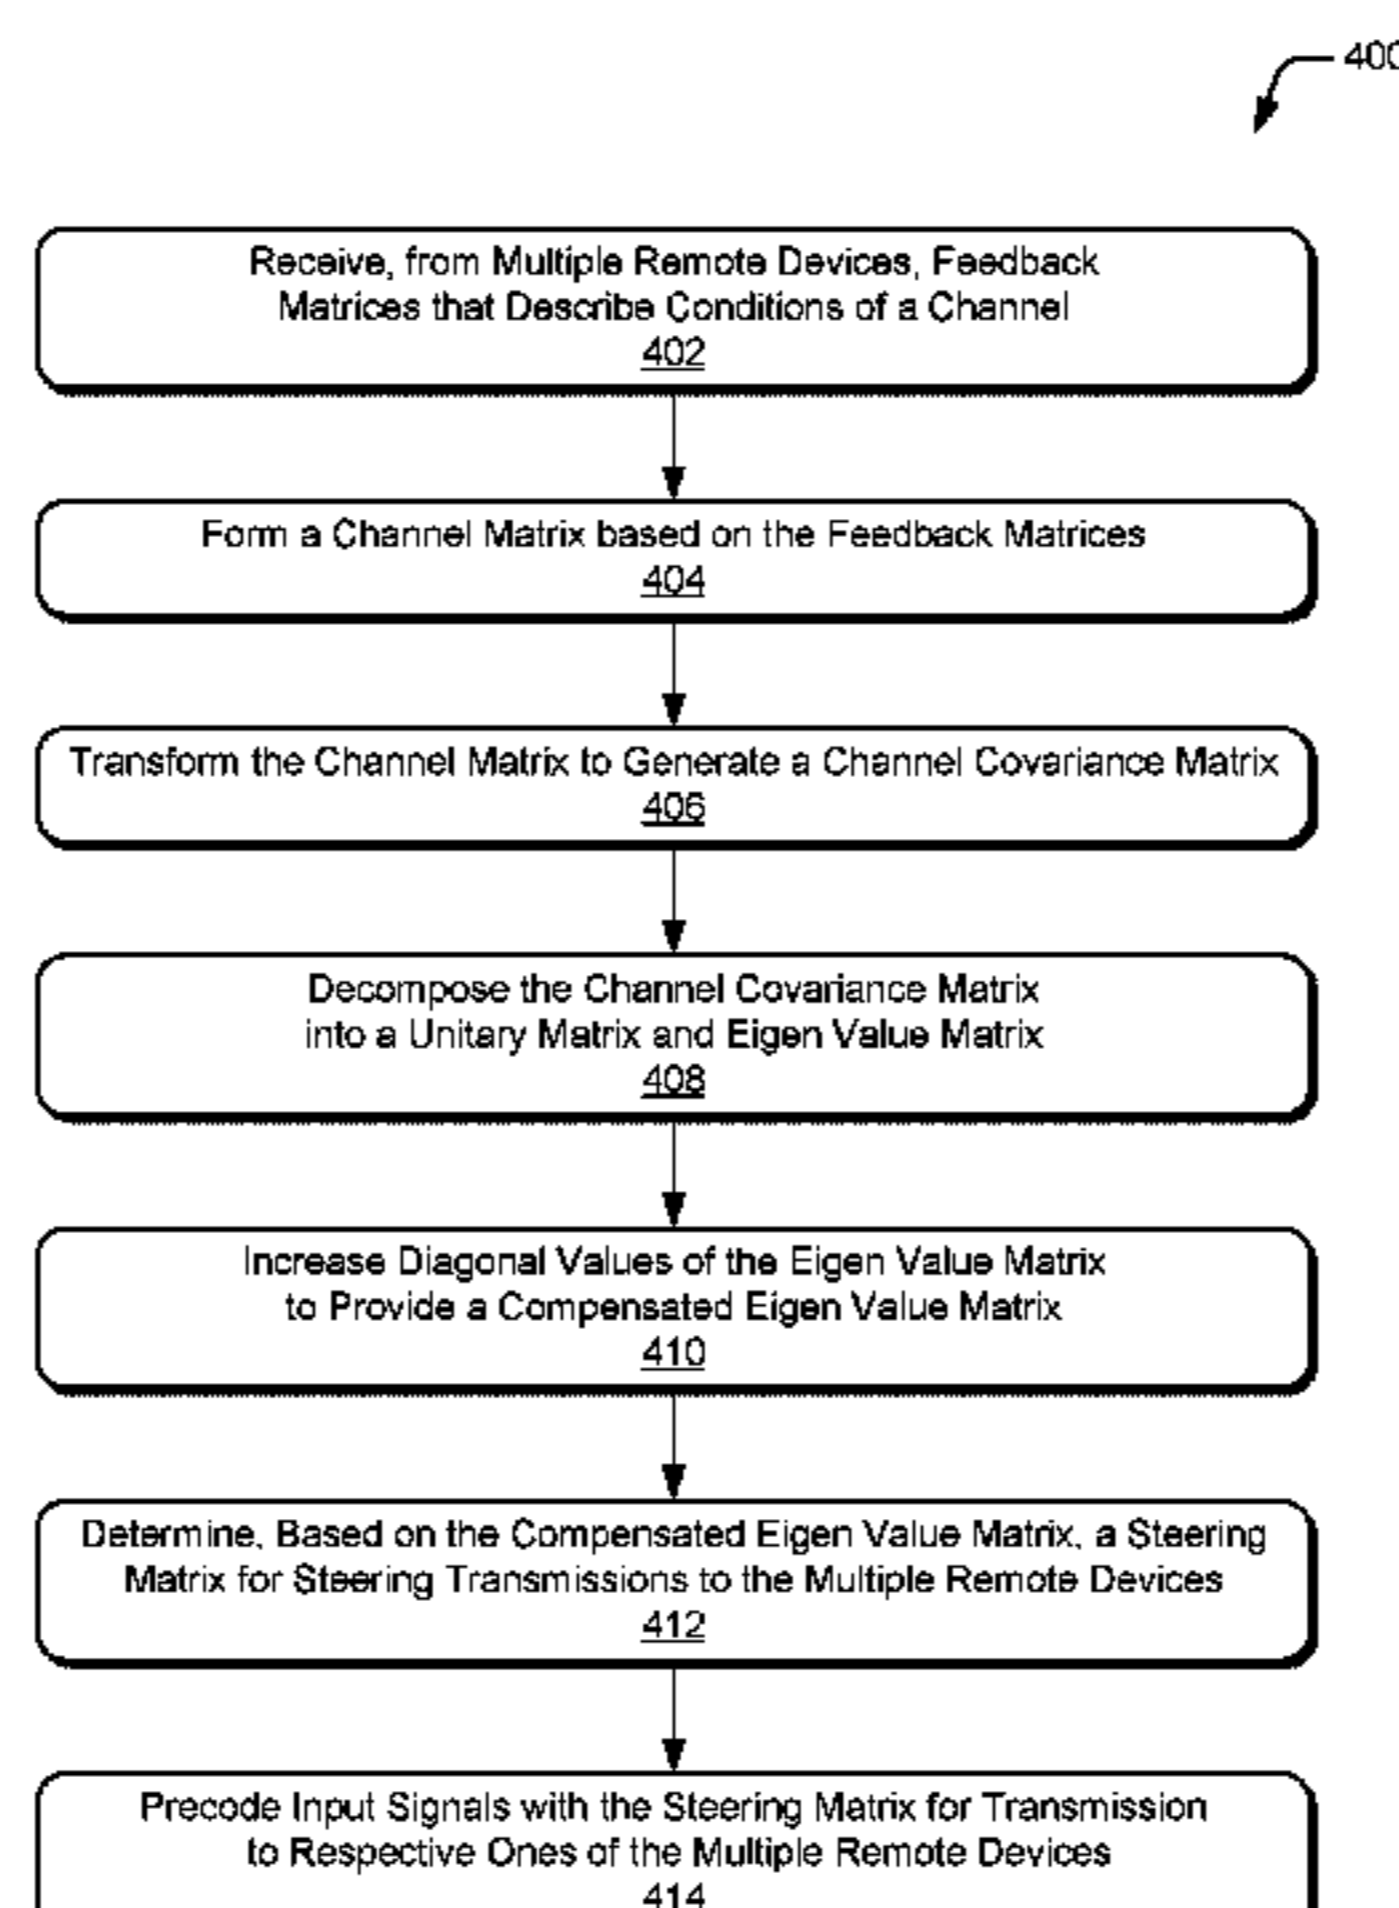 400
Receive, from Multiple Remote Devices, Feedback
Matrices that Describe Conditions of a Channel
402
Form a Channel Matrix based on the Feedback Matrices
404
Transform the Channel Matrix to Generate a Channel Covariance Matrix
406
Decompose the Channel Covariance Matrix
into a Unitary Matrix and Eigen Value Matrix
408
Increase Diagonal Values of the Eigen Value Matrix
to Provide a Compensated Eigen Value Matrix
410
Determine, Based on the Compensated Eigen Value Matrix, a Steering
Matrix for Steering Transmissions to the Multiple Remote Devices
412
Precode Input Signals with the Steering Matrix for Transmission
to Respective Ones of the Multiple Remote Devices
414